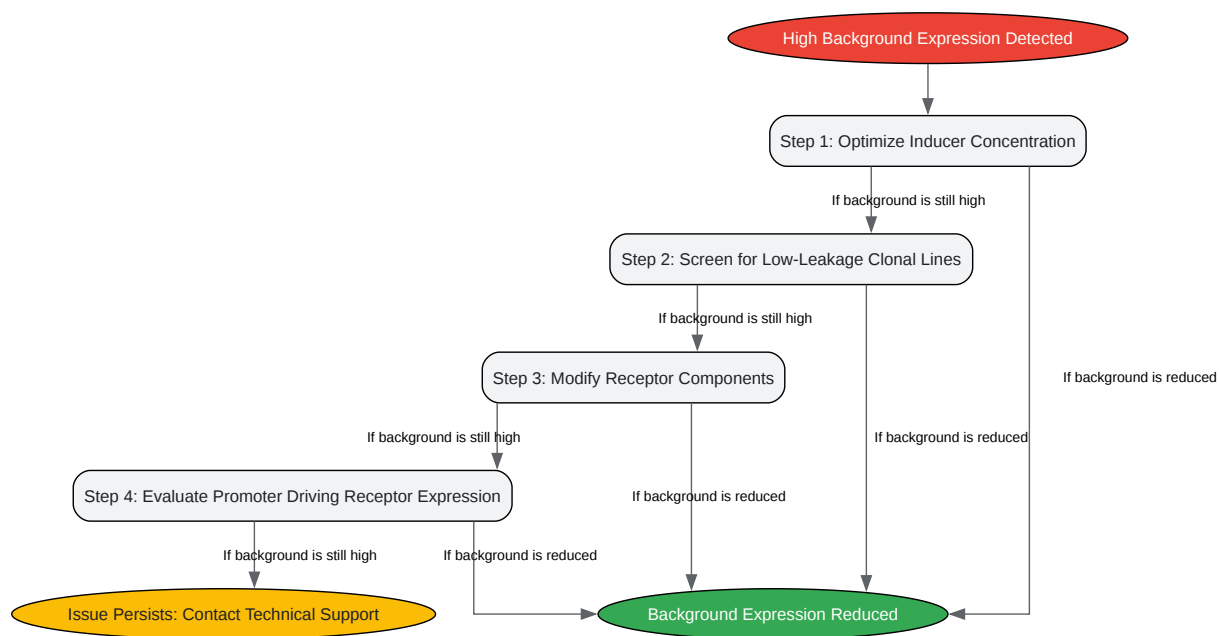 High Background Expression Detected
Step 1: Optimize Inducer Concentration
If background is still high
Step 2: Screen for Low-Leakage Clonal Lines
If background is still high
Step 3: Modify Receptor Components
If background is reduced
If background is still high
If background is reduced
Step 4: Evaluate Promoter Driving Receptor Expression
If background is reduced
If background is still high
If background is reduced
Issue Persists: Contact Technical Support
Background Expression Reduced